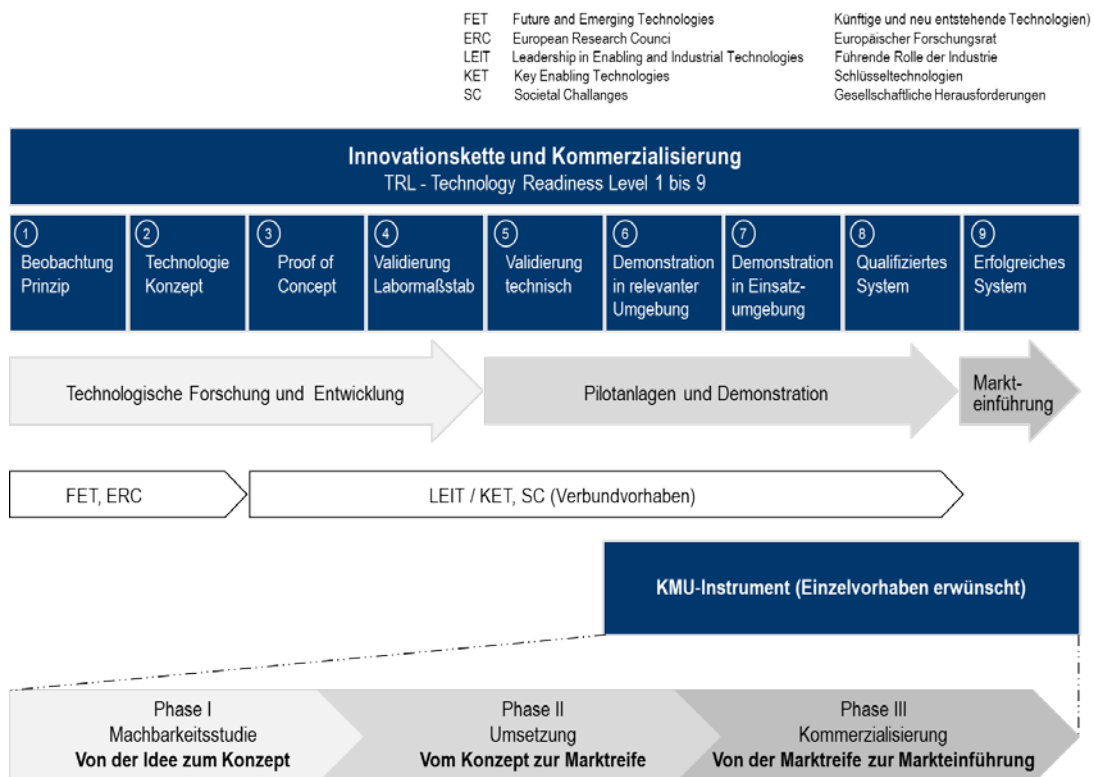 FET Future and Emerging Technologies Künftige und neu entstehende Technologien)
ERC European Research Counci Europäischer Forschungsrat
LEIT Leadership in Enabling and Industrial Technologies Führende Rolle der Industrie
KET Key Enabling Technologies Schlüsseltechnologien
SC Societal Challanges Gesellschaftliche Herausforderungen
Innovationskette und Kommerzialisierung
TRL - Technology Readiness Level 1 bis 9
1
Beobachtung
Prinzip
2
Technologie
Konzept
3
Proof of
Concept
4
Validierung
Labormaßstab
5
Validierung
technisch
6
Demonstration
in relevanter
Umgebung
7
Demonstration
in Einsatz-
umgebung
8
Qualifiziertes
System
9
Erfolgreiches
System
Technologische Forschung und Entwicklung
Pilotanlagen und Demonstration
Markt-
einführung
FET, ERC
LEIT / KET, SC (Verbundvorhaben)
KMU-Instrument (Einzelvorhaben erwünscht)
Phase I
Machbarkeitsstudie
Von der Idee zum Konzept
Phase II
Umsetzung
Vom Konzept zur Marktreife
Phase III
Kommerzialisierung
Von der Marktreife zur Markteinführung